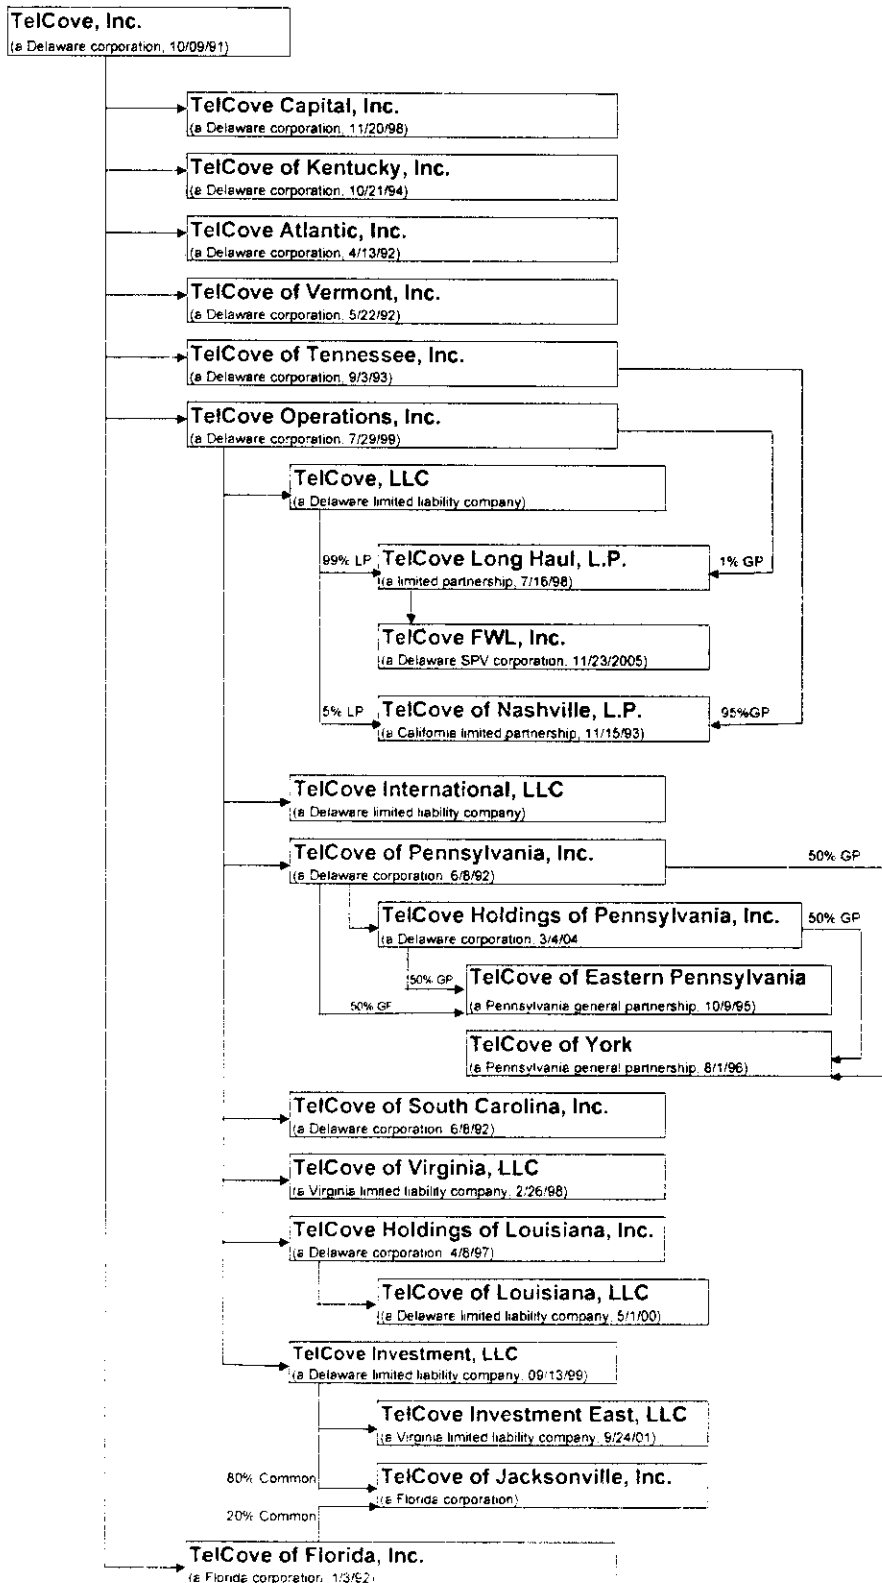 TelCove, Inc.
(a Delaware corporation, 10/09/91)
TelCove Capital, Inc.
(a Delaware corporation, 11/20/98)
TelCove of Kentucky, Inc.
(a Delaware corporation, 10/21/94)
TelCove Atlantic, Inc.
(a Delaware corporation, 4/13/92)
TelCove of Vermont, Inc.
(a Delaware corporation, 5/22/92)
TelCove of Tennessee, Inc.
(a Delaware corporation, 9/3/93)
TelCove Operations, Inc.
(a Delaware corporation, 7/29/99)
TelCove, LLC
(a Delaware limited liability company)
99% LP
TelCove Long Haul, L.P.
(a limited partnership, 7/16/98)
1% GP
TelCove FWL, Inc.
(a Delaware SPV corporation, 11/23/2005)
5% LP
TelCove of Nashville, L.P.
(a California limited partnership, 11/15/93)
95%GP
TelCove International, LLC
(a Delaware limited liability company)
TelCove of Pennsylvania, Inc.
(a Delaware corporation 6/8/92)
50% GP
TelCove Holdings of Pennsylvania, Inc.
(a Delaware corporation, 3/4/04
50% GP
50% GP
TelCove of Eastern Pennsylvania
(a Pennsylvania general partnership, 10/9/95)
50% GP
TelCove of York
(a Pennsylvania general partnership, 8/1/96)
TelCove of South Carolina, Inc.
(a Delaware corporation 6/8/92)
TelCove of Virginia, LLC
(a Virginia limited liability company, 2/26/98)
TelCove Holdings of Louisiana, Inc.
(a Delaware corporation 4/8/97)
TelCove of Louisiana, LLC
(a Delaware limited liability company, 5/1/00)
TelCove Investment, LLC
(a Delaware limited liability company, 09/13/99)
TelCove Investment East, LLC
(a Virginia limited liability company, 9/24/01)
80% Common
TelCove of Jacksonville, Inc.
(a Florida corporation)
20% Common
TelCove of Florida, Inc.
(a Florida corporation, 1/3/92)